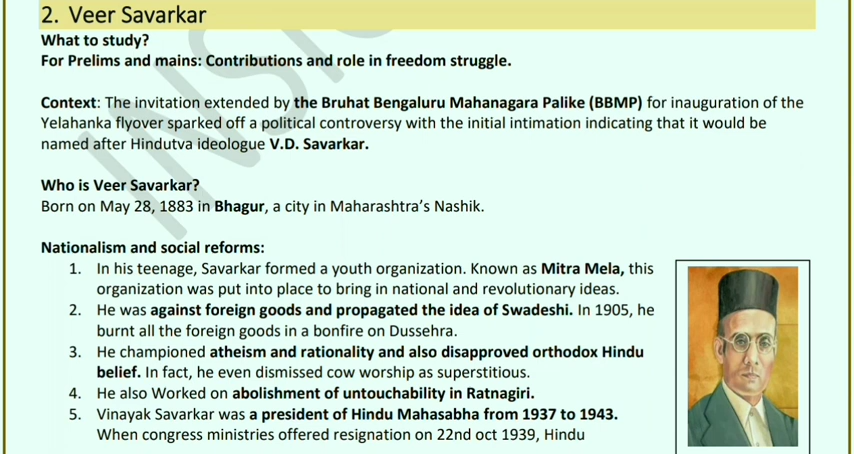 2. Veer Savarkar
What to study?
For Prelims and mains: Contributions and role in freedom struggle.
Context: The invitation extended by the Bruhat Bengaluru Mahanagara Palike (BBMP) for inauguration of the
Yelahanka flyover sparked off a political controversy with the initial intimation indicating that it would be
named after Hindutva ideologue V.D. Savarkar.
Who is Veer Savarkar?
Born on May 28, 1883 in Bhagur, a city in Maharashtra's Nashik.
Nationalism and social reforms:
1. In his teenage, Savarkar formed a youth organization. Known as Mitra Mela, this
organization was put into place to bring in national and revolutionary ideas.
2. He was against foreign goods and propagated the idea of Swadeshi. In 1905, he
burnt all the foreign goods in a bonfire on Dussehra.
3. He championed atheism and rationality and also disapproved orthodox Hindu
belief. In fact, he even dismissed cow worship as superstitious.
4. He also Worked on abolishment of untouchability in Ratnagiri.
5. Vinayak Savarkar was a president of Hindu Mahasabha from 1937 to 1943.
When congress ministries offered resignation on 22nd oct 1939, Hindu